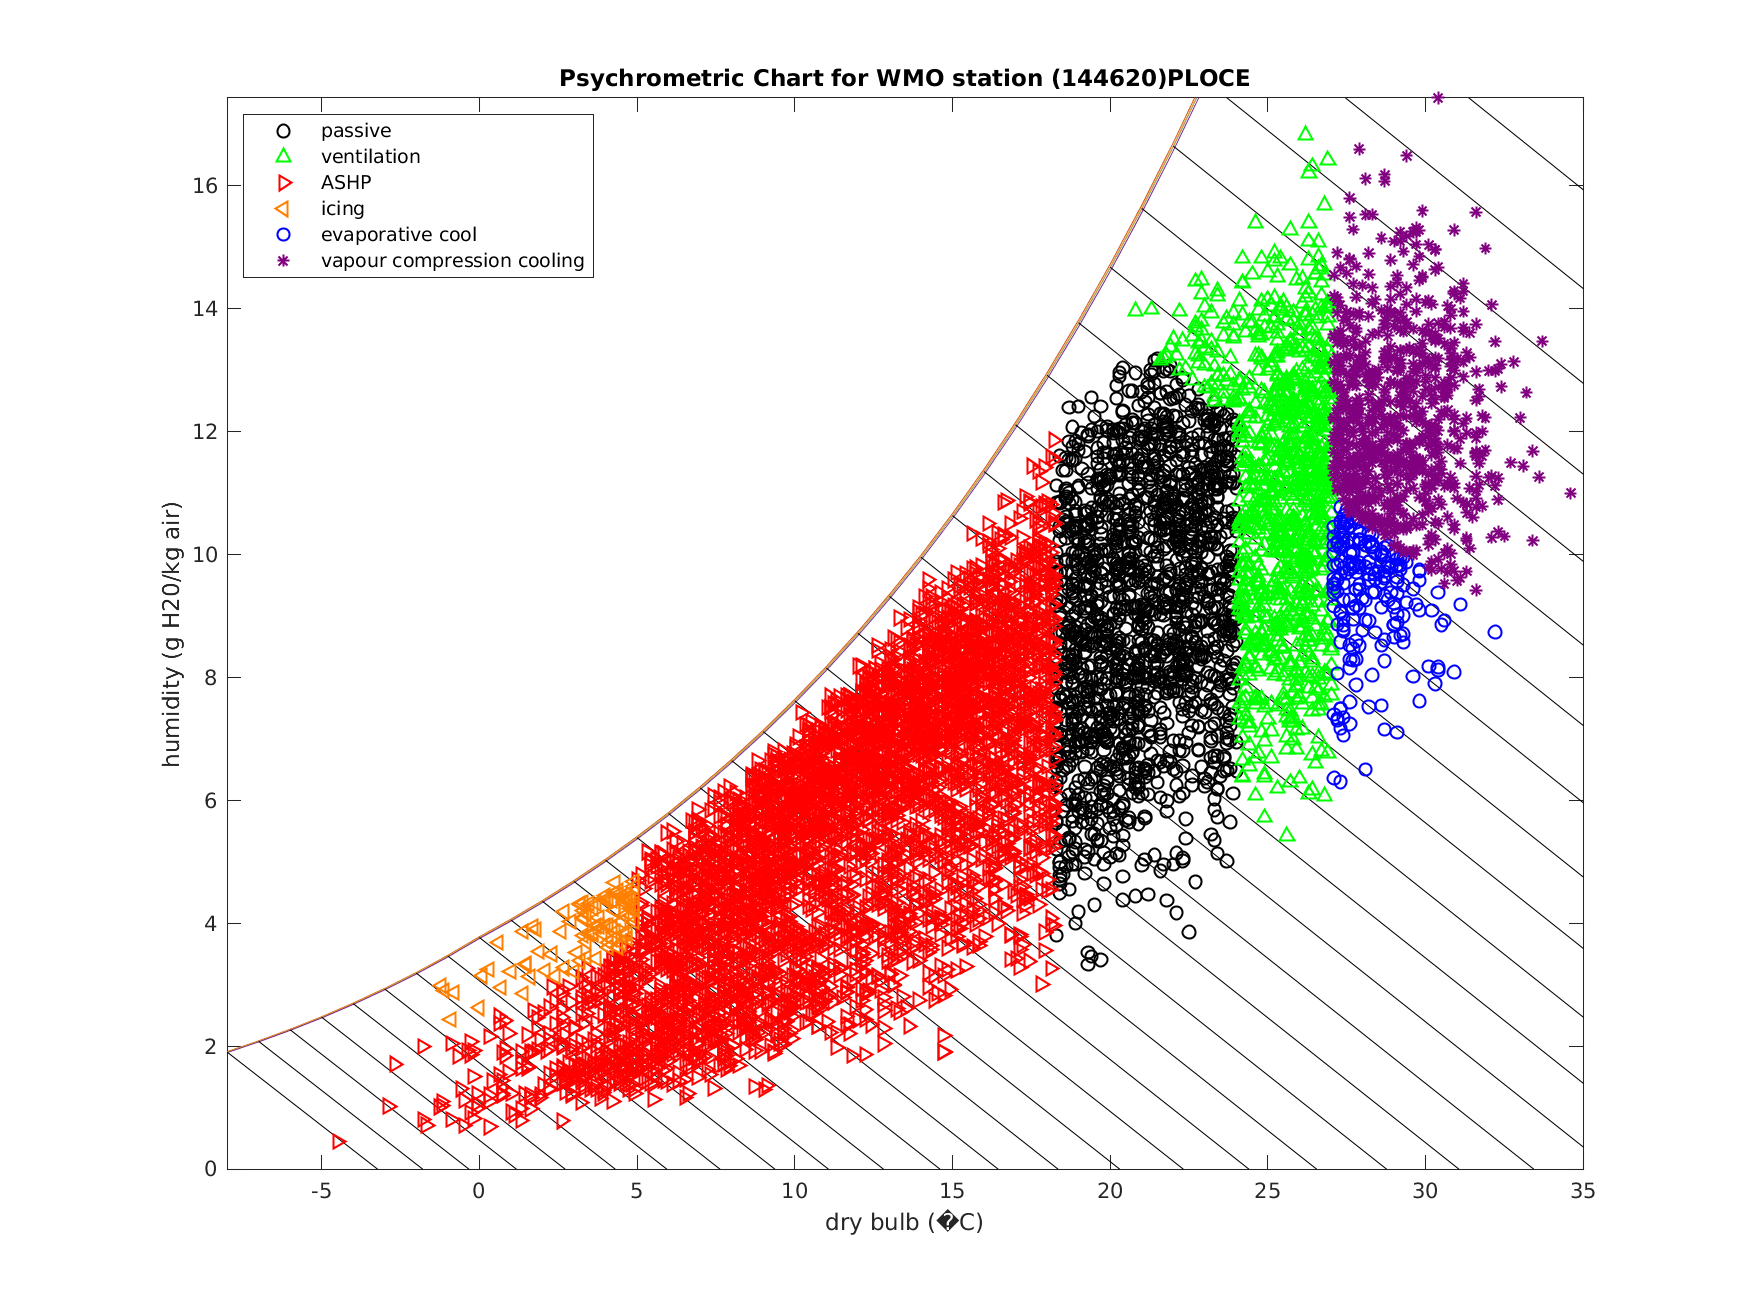 Psychrometric Chart for WMO station (144620)PLOCE
passive
ventilation
ASHP
icing
evaporative cool
vapour compression cooling
16
14
12
10
8
6
4
2
0
humidity (g H20/kg air)
-5 0 5 10 15 20 25 30 35
dry bulb (�C)